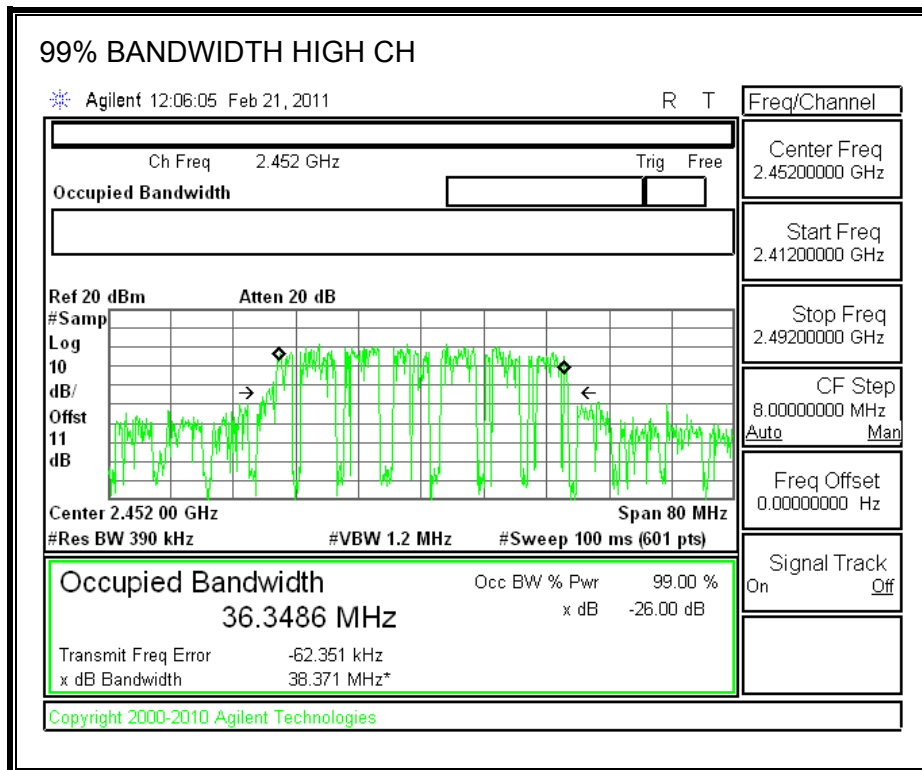 99% BANDWIDTH HIGH CH
Agilent 12:06:05 Feb 21, 2011 R T
Freq/Channel
Ch Freq 2.452 GHz Trig Free
Occupied Bandwidth
Center Freq
2.45200000 GHz
Start Freq
2.41200000 GHz
Stop Freq
2.49200000 GHz
CF Step
8.00000000 MHz
Auto Man
Freq Offset
0.00000000 Hz
Signal Track
On Off
Ref 20 dBm Atten 20 dB
#Samp
Log
10
dB/
Offst
11
dB
Center 2.452 00 GHz Span 80 MHz
#Res BW 390 kHz #VBW 1.2 MHz #Sweep 100 ms (601 pts)
Occupied Bandwidth Occ BW % Pwr 99.00 %
36.3486 MHz x dB -26.00 dB
Transmit Freq Error -62.351 kHz
x dB Bandwidth 38.371 MHz*
Copyright 2000-2010 Agilent Technologies